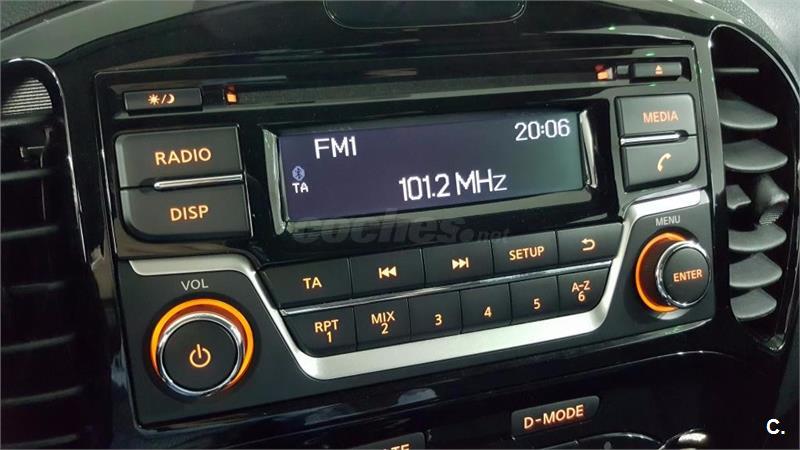 FM1 20:06
TA 101.2 MHz
RADIO
DISP
MEDIA
VOL
MENU
TA SETUP
RPT MIX A-Z
1 2 3 4 5 6
ENTER
D-MODE
coches.net
C.